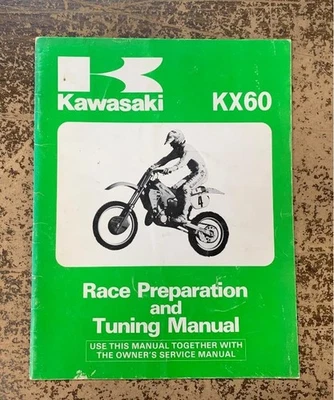 Kawasaki KX60
4
Race Preparation
and
Tuning Manual
USE THIS MANUAL TOGETHER WITH
THE OWNER'S SERVICE MANUAL